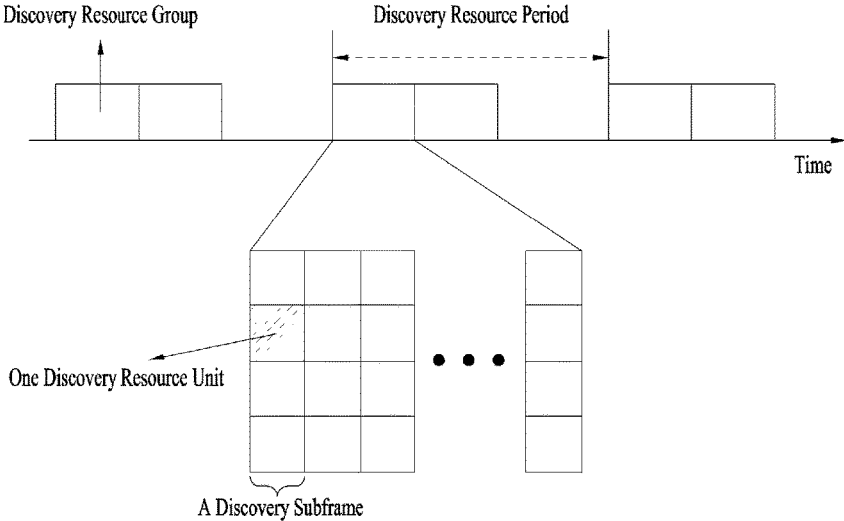 Discovery Resource Group
Discovery Resource Period
Time
One Discovery Resource Unit
A Discovery Subframe